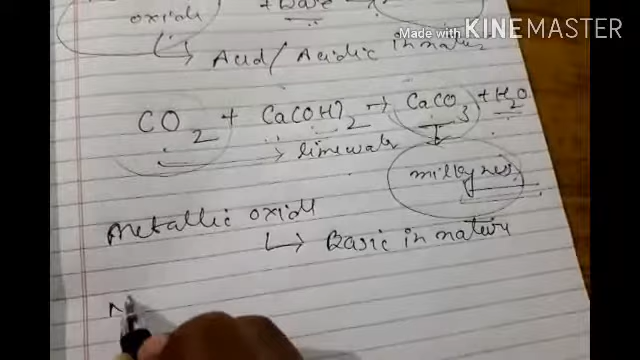 oxide + base →
Made with KINEMASTER
Acid/Acidic in nature
CO2 + Ca(OH)2 → CaCO3 + H2O
limewater
milkyness
Metallic oxide
Basic in nature